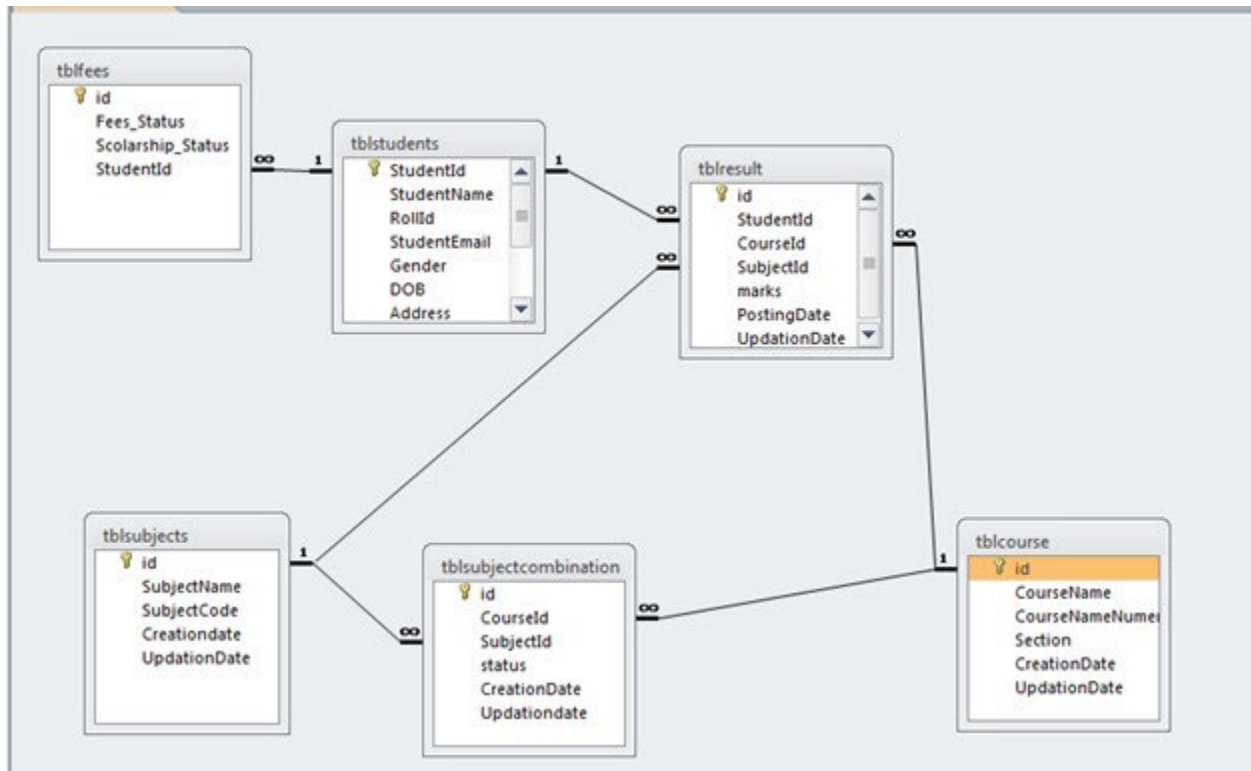 tblfees
id
Fees_Status
Scolarship_Status
StudentId
∞ 1
tblstudents
StudentId
StudentName
RollId
StudentEmail
Gender
DOB
Address
1 ∞
∞
tblresult
id
StudentId
CourseId
SubjectId
marks
PostingDate
UpdationDate
∞
tblsubjects
id
SubjectName
SubjectCode
Creationdate
UpdationDate
1
∞
tblsubjectcombination
id
CourseId
SubjectId
status
CreationDate
Updationdate
∞
1
tblcourse
id
CourseName
CourseNameNumer
Section
CreationDate
UpdationDate